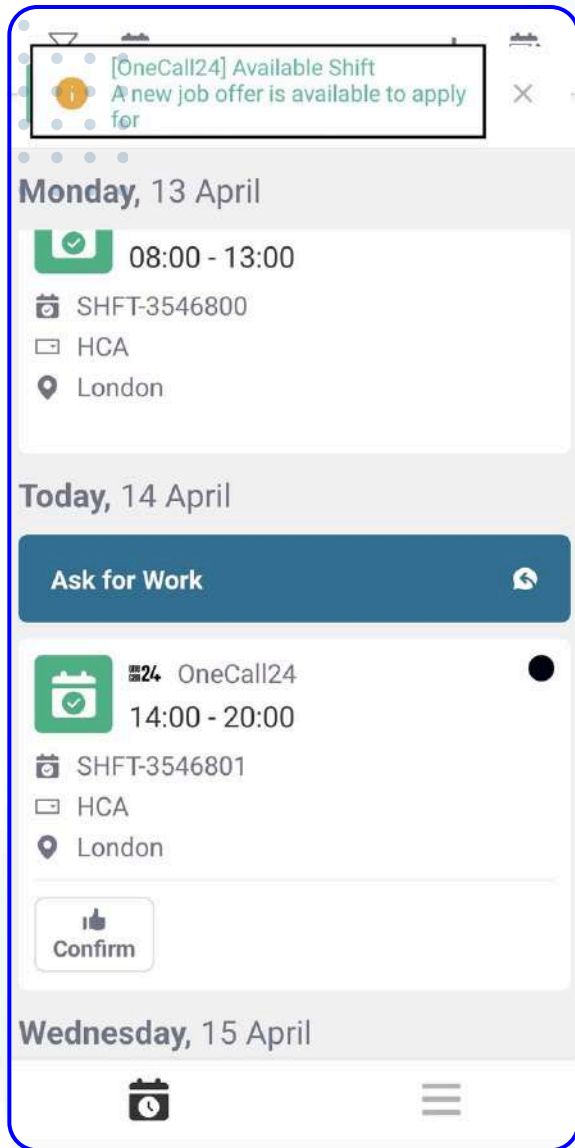 [OneCall24] Available Shift
A new job offer is available to apply
for
Monday, 13 April
08:00 - 13:00
SHFT-3546800
HCA
London
Today, 14 April
Ask for Work
24 OneCall24
14:00 - 20:00
SHFT-3546801
HCA
London
Confirm
Wednesday, 15 April